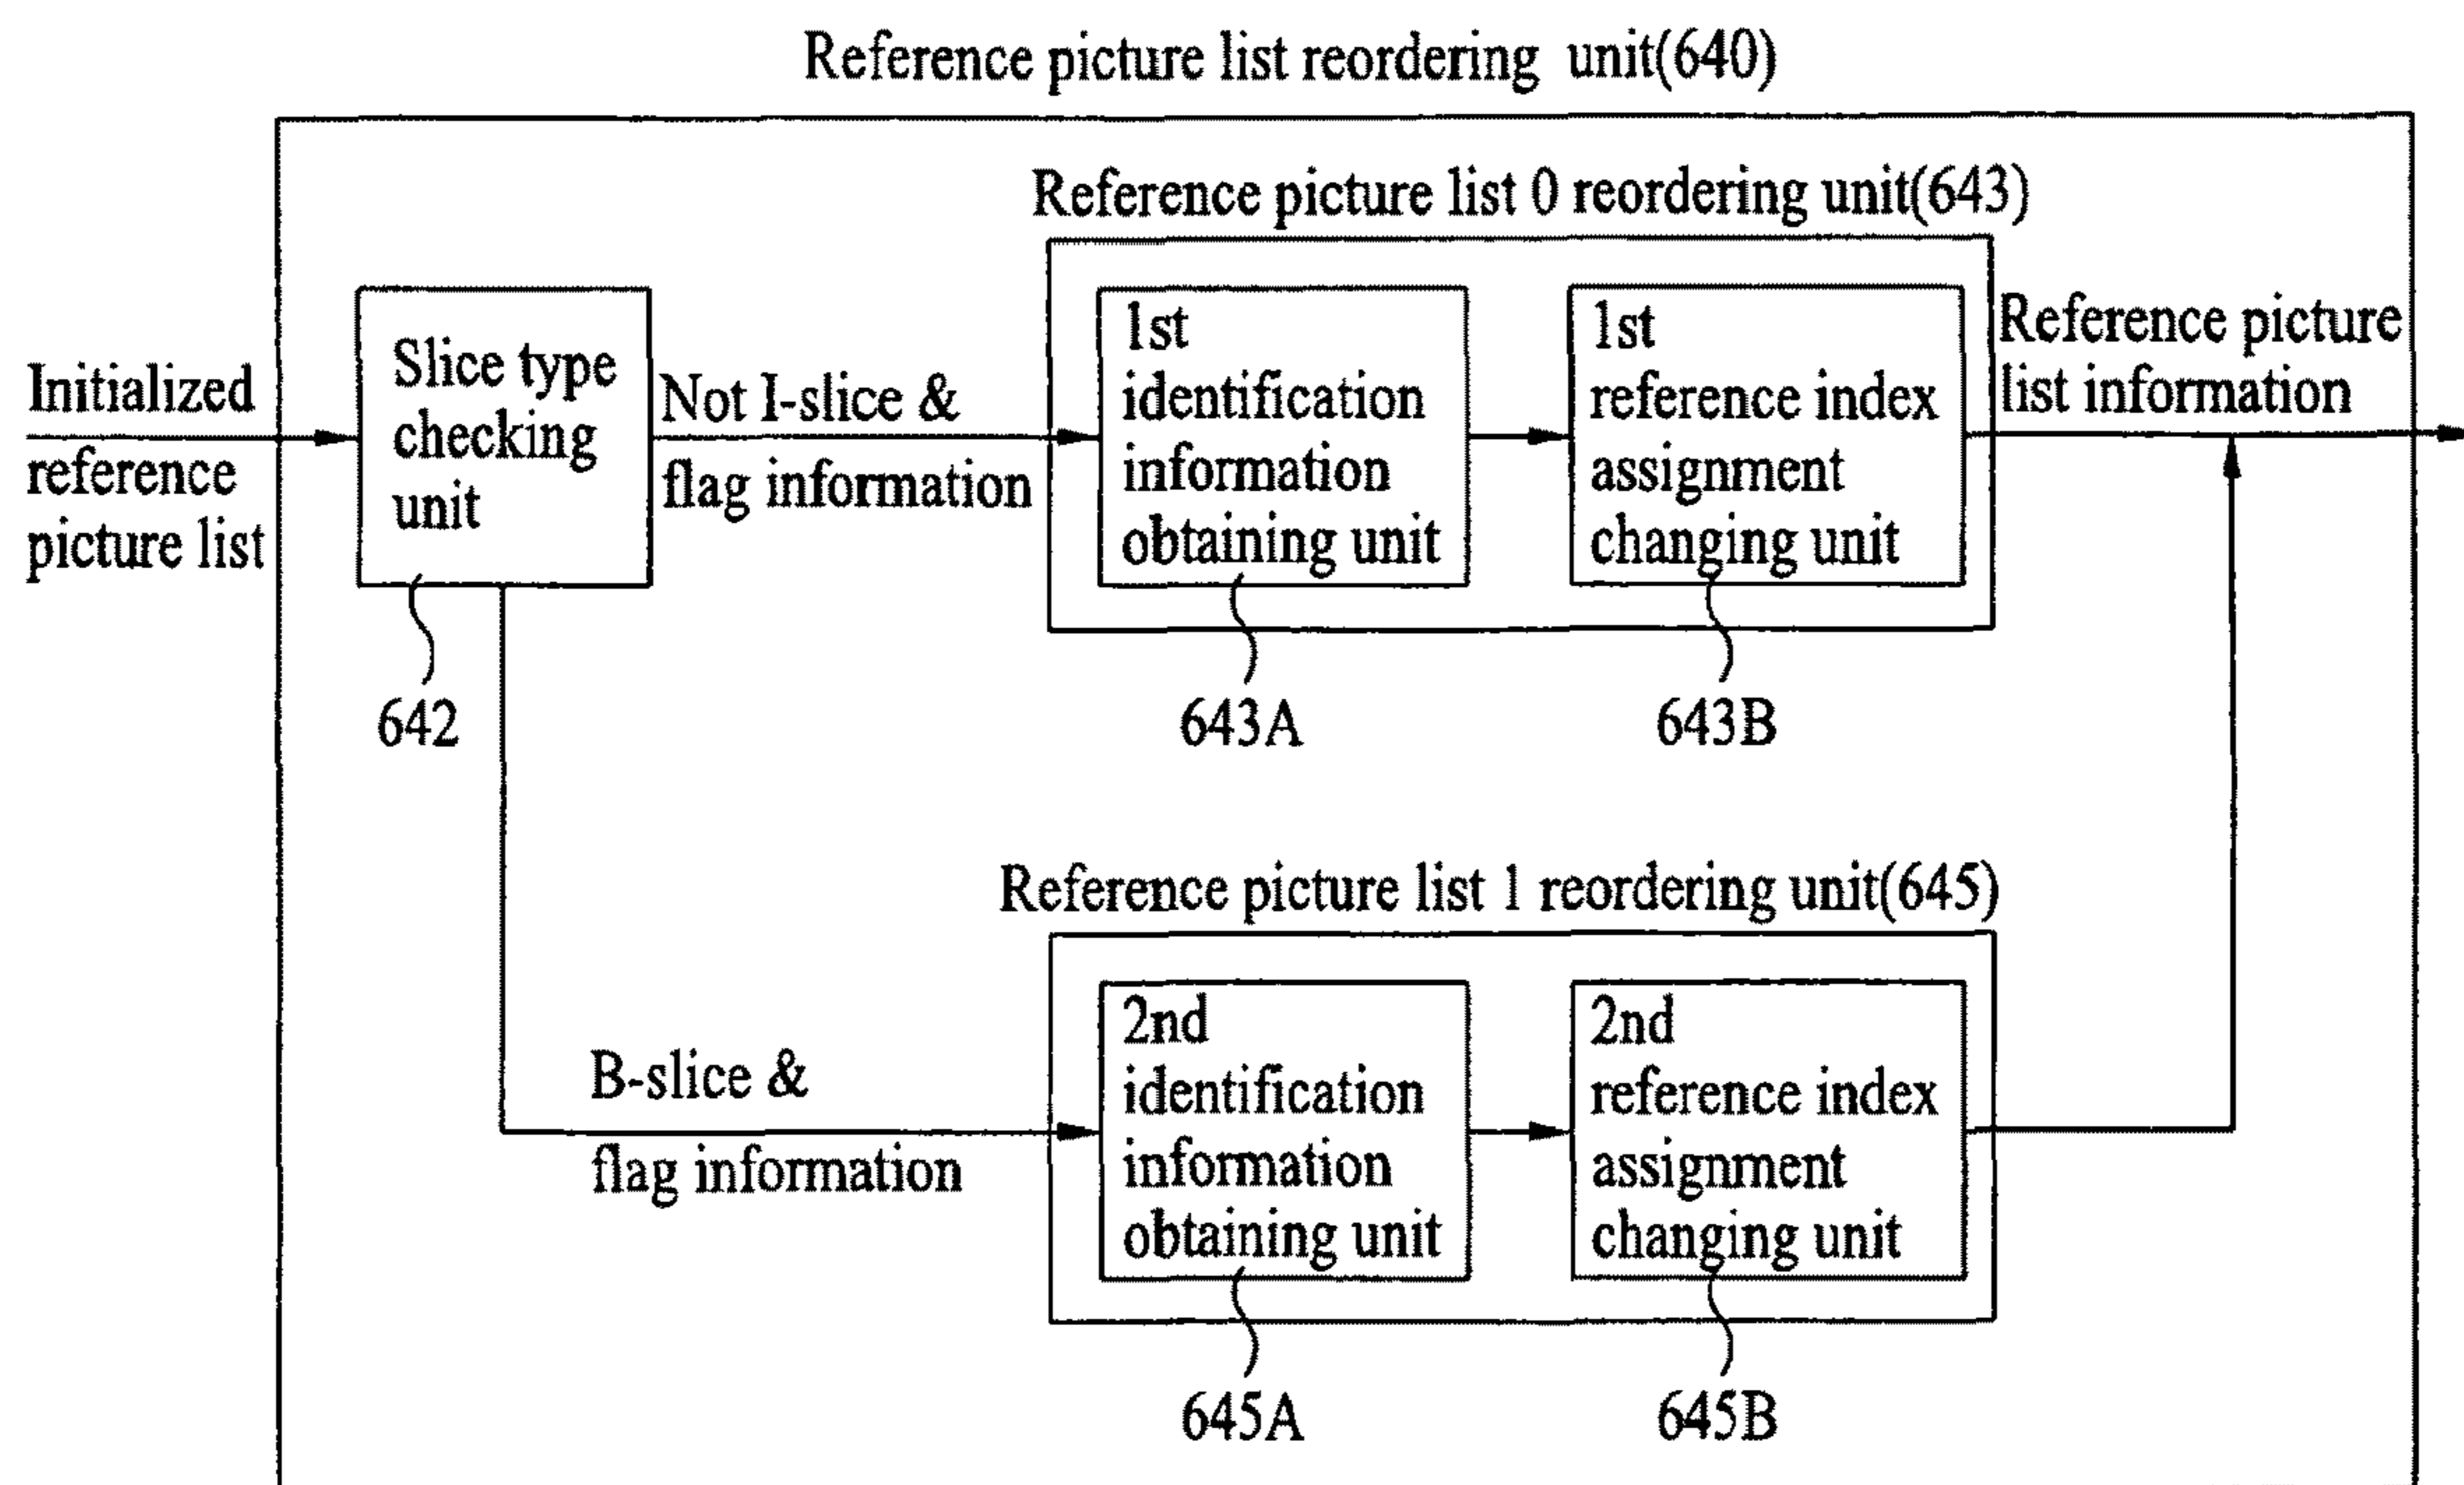 Reference picture list reordering unit(640)
Reference picture list 0 reordering unit(643)
Initialized
reference
picture list
Slice type
checking
unit
642
Not I-slice &
flag information
1st
identification
information
obtaining unit
643A
1st
reference index
assignment
changing unit
643B
Reference picture
list information
Reference picture list 1 reordering unit(645)
B-slice &
flag information
2nd
identification
information
obtaining unit
645A
2nd
reference index
assignment
changing unit
645B